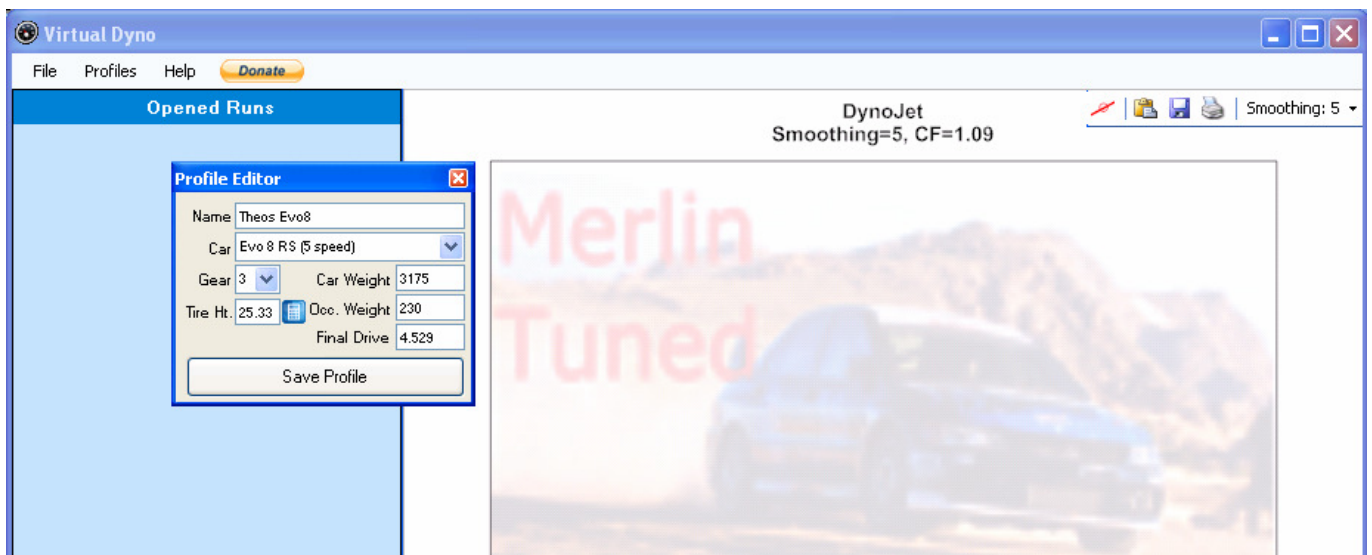 Virtual Dyno
File Profiles Help Donate
Opened Runs
DynoJet
Smoothing=5, CF=1.09
Smoothing: 5
Profile Editor
Name Theos Evo8
Car Evo 8 RS (5 speed)
Gear 3 Car Weight 3175
Tire Ht. 25.33 Occ. Weight 230
Final Drive 4.529
Save Profile
Merlin
Tuned